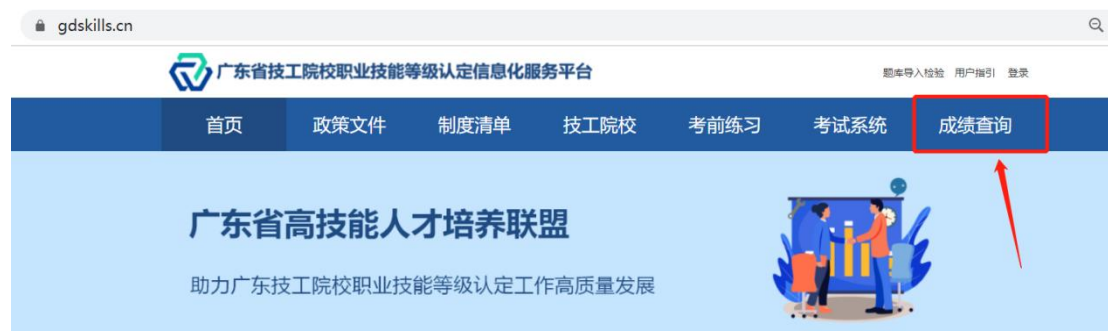 gdskills.cn
广东省技工院校职业技能等级认定信息化服务平台
题库导入检验 用户指引 登录
首页 政策文件 制度清单 技工院校 考前练习 考试系统 成绩查询
广东省高技能人才培养联盟
助力广东技工院校职业技能等级认定工作高质量发展